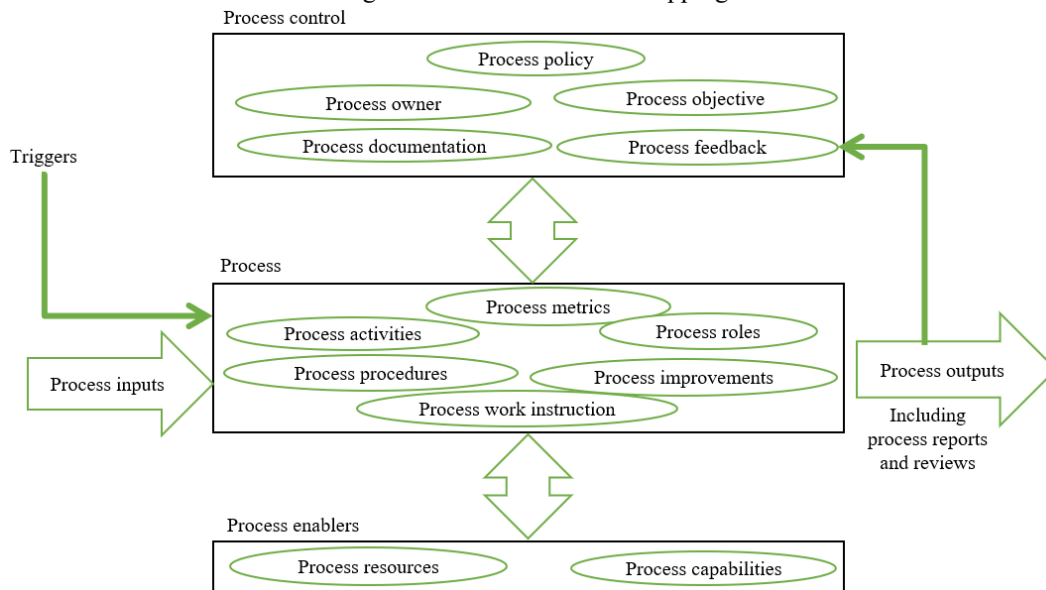 Process control
Process policy
Process owner
Process objective
Process documentation
Process feedback
Triggers
Process
Process metrics
Process activities
Process roles
Process inputs
Process procedures
Process improvements
Process work instruction
Process outputs
Including
process reports
and reviews
Process enablers
Process resources
Process capabilities